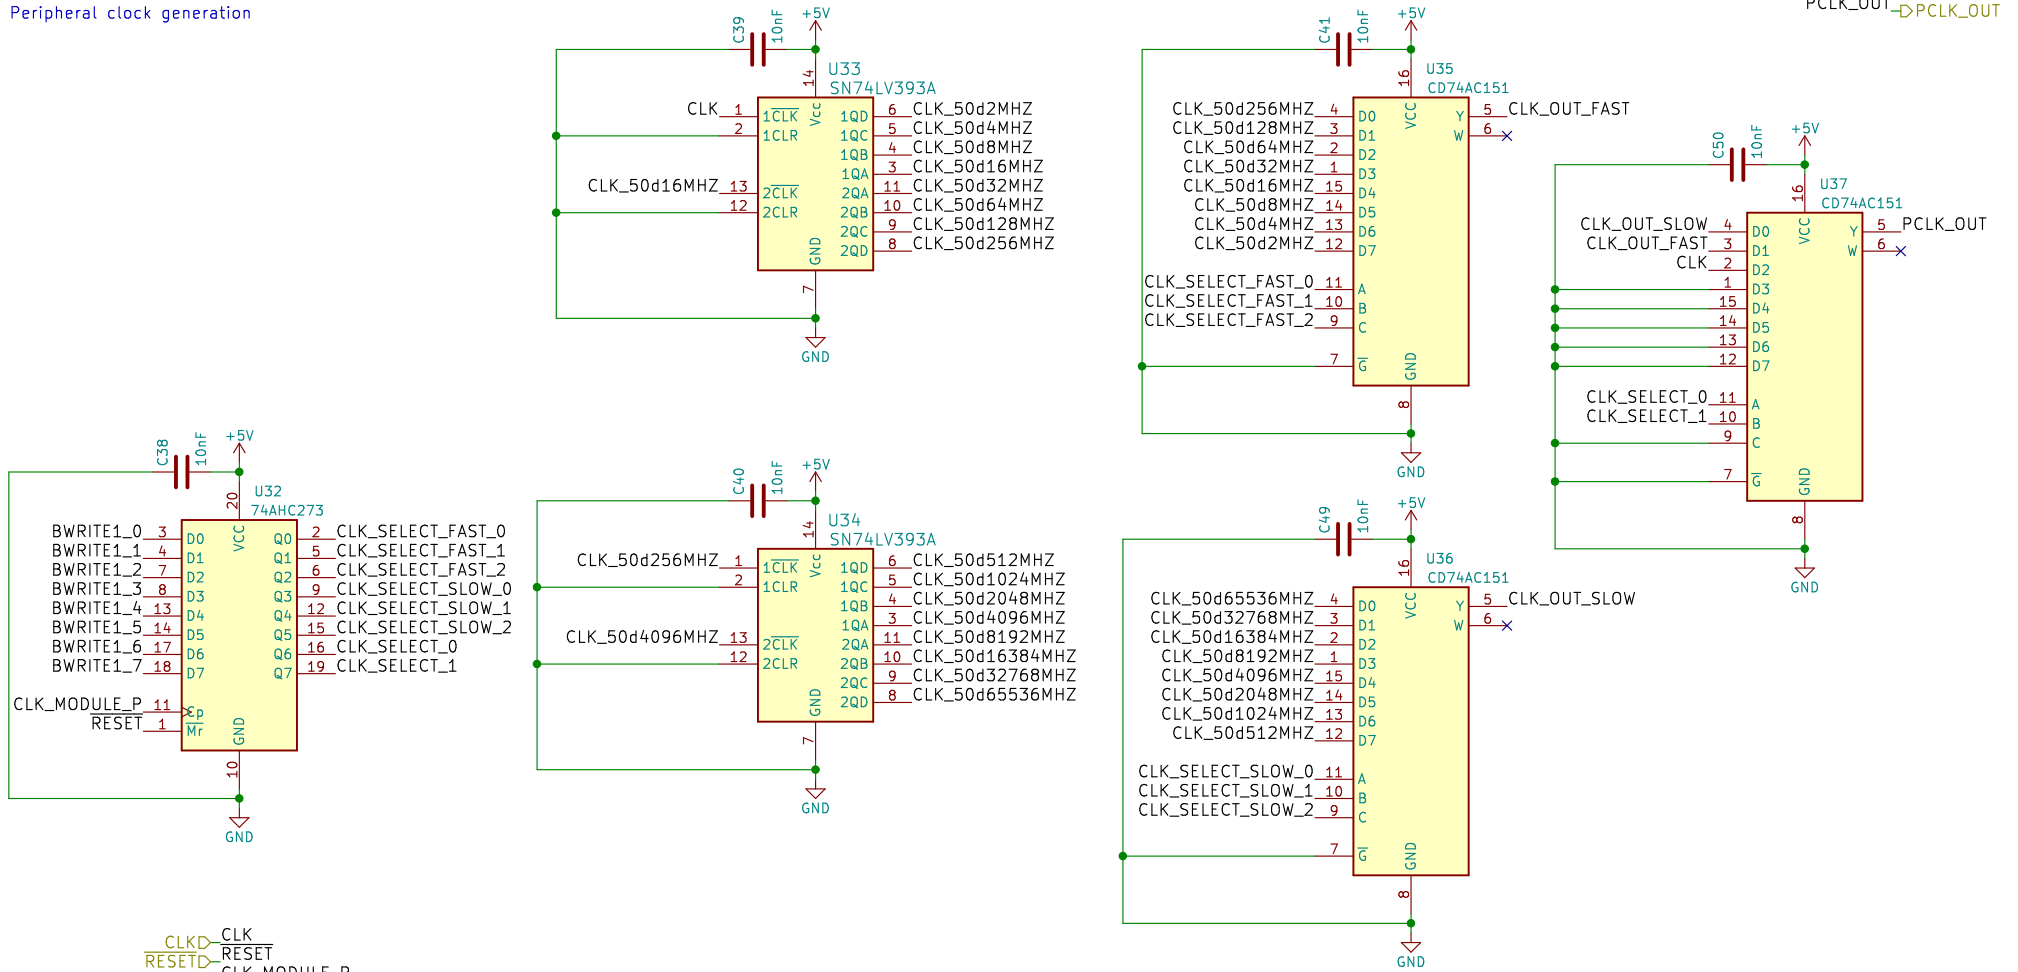 Peripheral clock generation
PCLK_OUT
PCLK_OUT
C39
10nF
+5V
14
U33
SN74LV393A
CLK 1 1CLK Vcc 1QD 6 CLK_50d2MHZ
2 1CLR 1QC 5 CLK_50d4MHZ
1QB 4 CLK_50d8MHZ
1QA 3 CLK_50d16MHZ
CLK_50d16MHZ 13 2CLK 2QA 11 CLK_50d32MHZ
12 2CLR 2QB 10 CLK_50d64MHZ
2QC 9 CLK_50d128MHZ
GND 2QD 8 CLK_50d256MHZ
7
GND
C41
10nF
+5V
16
U35
CD74AC151
CLK_50d256MHZ 4 D0 VCC Y 5 CLK_OUT_FAST
CLK_50d128MHZ 3 D1 W 6
CLK_50d64MHZ 2 D2
CLK_50d32MHZ 1 D3
CLK_50d16MHZ 15 D4
CLK_50d8MHZ 14 D5
CLK_50d4MHZ 13 D6
CLK_50d2MHZ 12 D7
CLK_SELECT_FAST_0 11 A
CLK_SELECT_FAST_1 10 B
CLK_SELECT_FAST_2 9 C
7 G GND
8
GND
C50
10nF
+5V
16
U37
CD74AC151
CLK_OUT_SLOW 4 D0 VCC Y 5 PCLK_OUT
CLK_OUT_FAST 3 D1 W 6
CLK 2 D2
1 D3
15 D4
14 D5
13 D6
12 D7
CLK_SELECT_0 11 A
CLK_SELECT_1 10 B
9 C
7 G GND
8
GND
C38
10nF
+5V
20
U32
74AHC273
BWRITE1_0 3 D0 VCC Q0 2 CLK_SELECT_FAST_0
BWRITE1_1 4 D1 Q1 5 CLK_SELECT_FAST_1
BWRITE1_2 7 D2 Q2 6 CLK_SELECT_FAST_2
BWRITE1_3 8 D3 Q3 9 CLK_SELECT_SLOW_0
BWRITE1_4 13 D4 Q4 12 CLK_SELECT_SLOW_1
BWRITE1_5 14 D5 Q5 15 CLK_SELECT_SLOW_2
BWRITE1_6 17 D6 Q6 16 CLK_SELECT_0
BWRITE1_7 18 D7 Q7 19 CLK_SELECT_1
CLK_MODULE_P 11 Cp
RESET 1 Mr GND
10
GND
C40
10nF
+5V
14
U34
SN74LV393A
CLK_50d256MHZ 1 1CLK Vcc 1QD 6 CLK_50d512MHZ
2 1CLR 1QC 5 CLK_50d1024MHZ
1QB 4 CLK_50d2048MHZ
1QA 3 CLK_50d4096MHZ
CLK_50d4096MHZ 13 2CLK 2QA 11 CLK_50d8192MHZ
12 2CLR 2QB 10 CLK_50d16384MHZ
2QC 9 CLK_50d32768MHZ
GND 2QD 8 CLK_50d65536MHZ
7
GND
C49
10nF
+5V
16
U36
CD74AC151
CLK_50d65536MHZ 4 D0 VCC Y 5 CLK_OUT_SLOW
CLK_50d32768MHZ 3 D1 W 6
CLK_50d16384MHZ 2 D2
CLK_50d8192MHZ 1 D3
CLK_50d4096MHZ 15 D4
CLK_50d2048MHZ 14 D5
CLK_50d1024MHZ 13 D6
CLK_50d512MHZ 12 D7
CLK_SELECT_SLOW_0 11 A
CLK_SELECT_SLOW_1 10 B
CLK_SELECT_SLOW_2 9 C
7 G GND
8
GND
CLK CLK
RESET RESET
CLK_MODULE_P